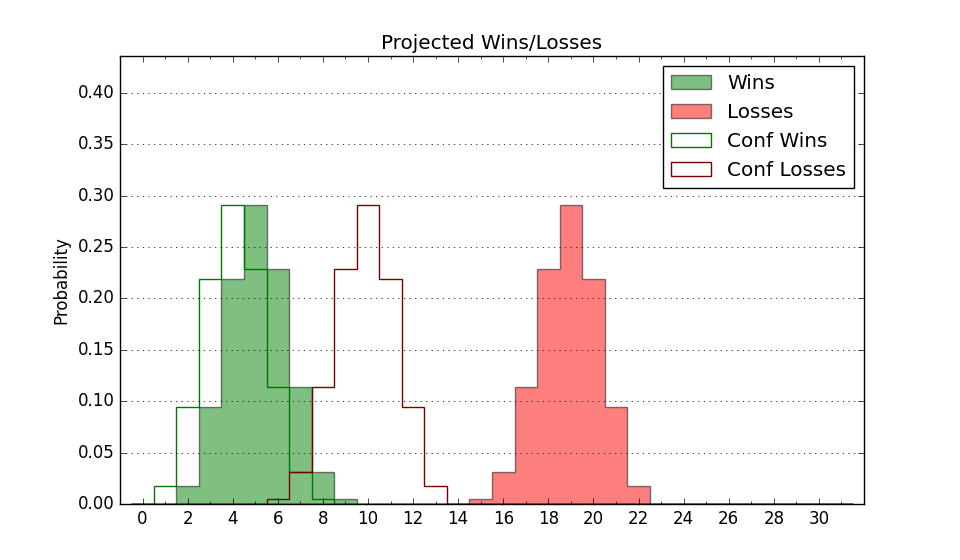 Projected Wins/Losses
Wins
Losses
Conf Wins
Conf Losses
Probability
0.40
0.35
0.30
0.25
0.20
0.15
0.10
0.05
0.00
0 2 4 6 8 10 12 14 16 18 20 22 24 26 28 30